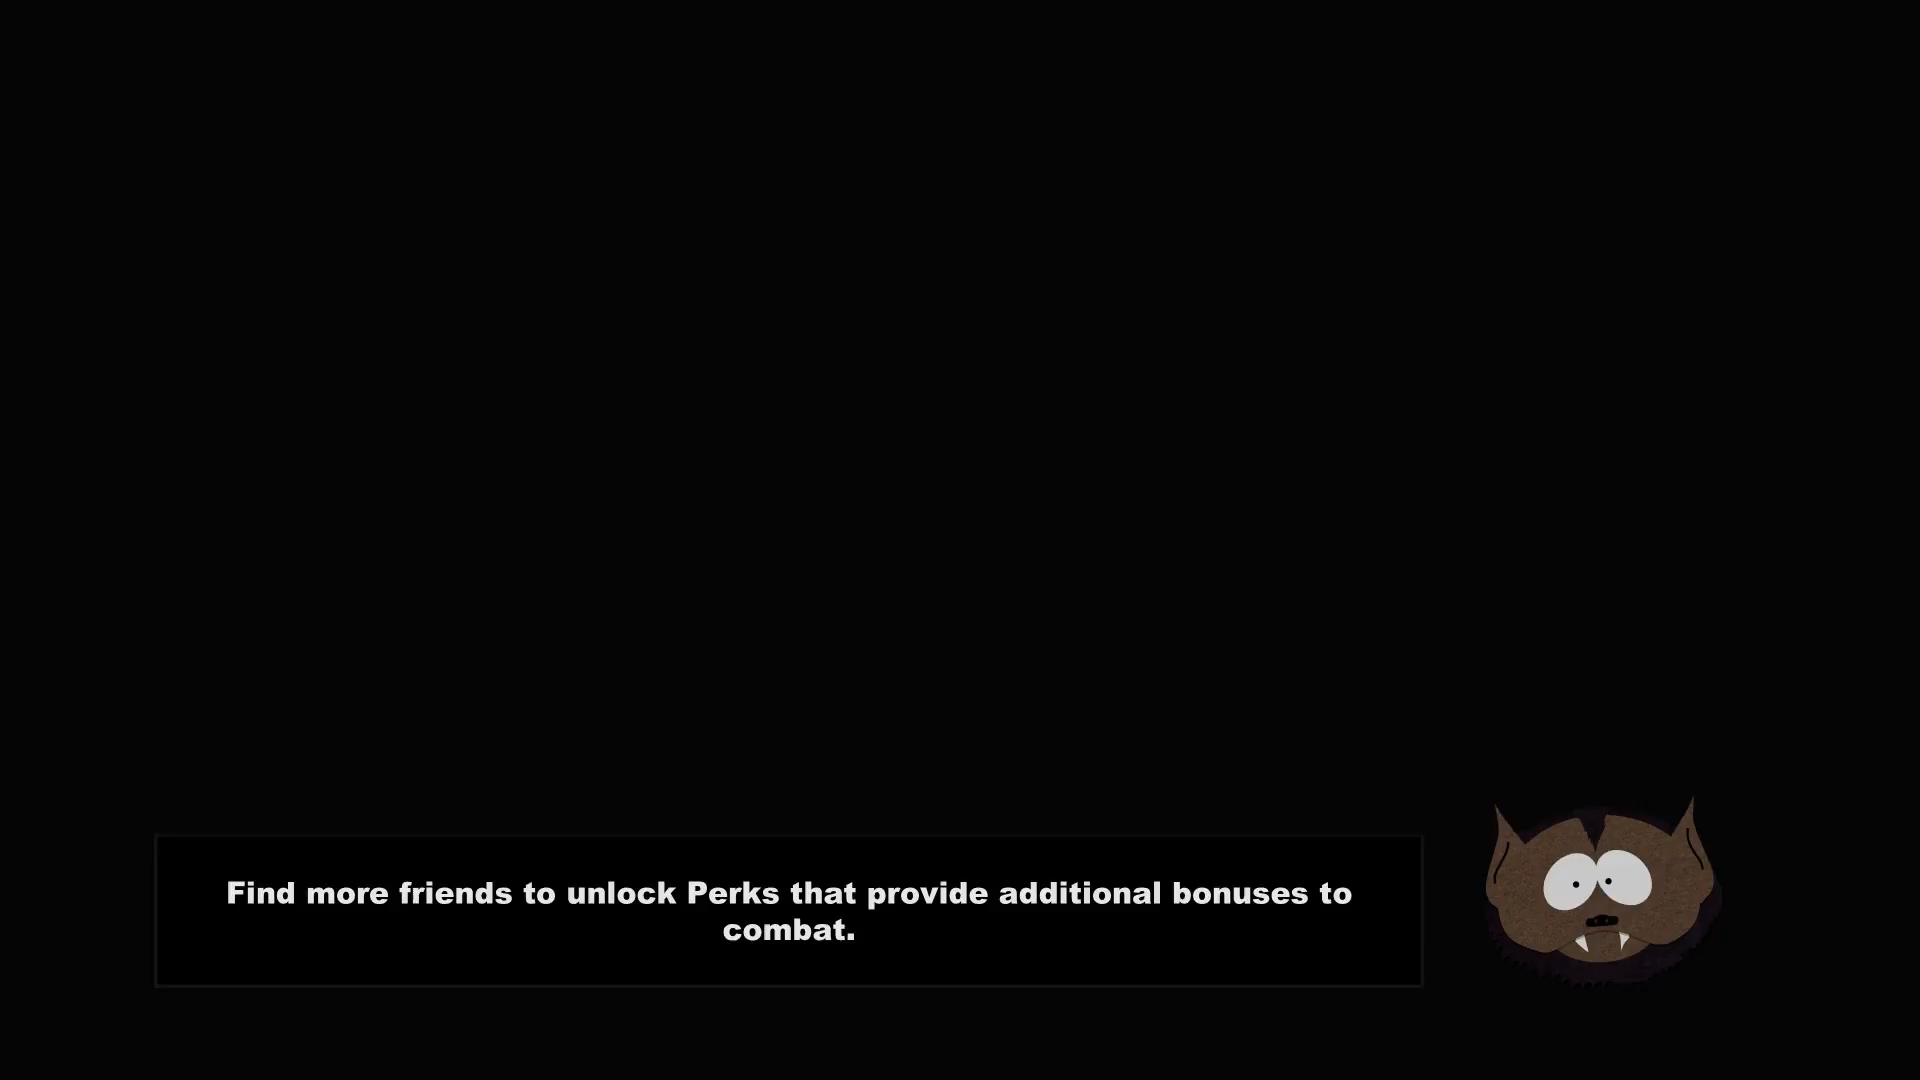 Find more friends to unlock Perks that provide additional bonuses to
combat.